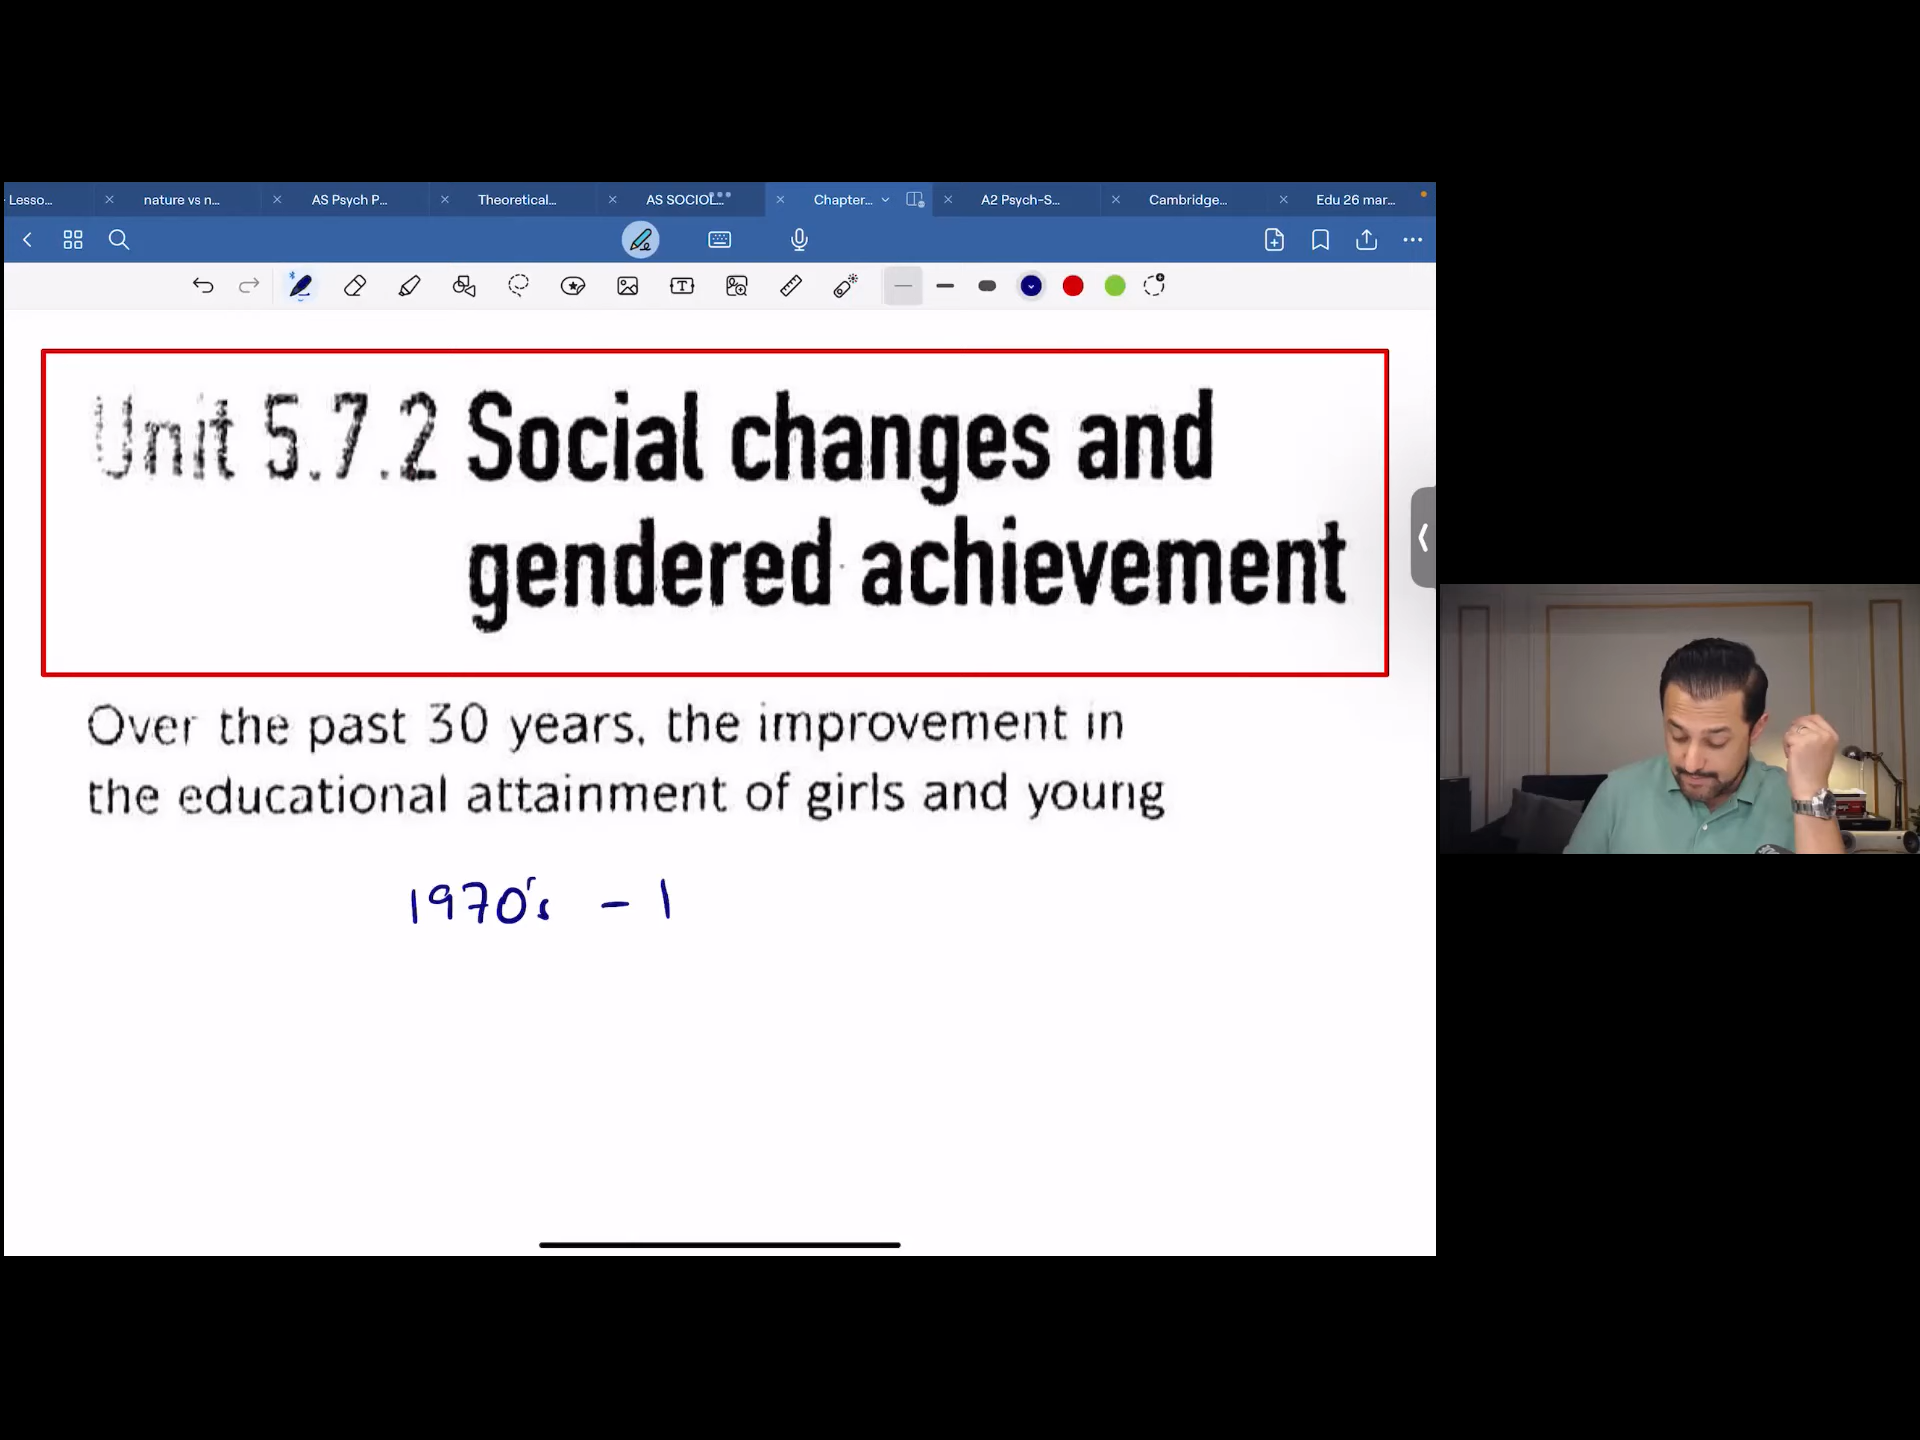 Lesso... nature vs n... AS Psych P... Theoretical... AS SOCIOL... Chapter... A2 Psych-S... Cambridge... Edu 26 mar...
Unit 5.7.2 Social changes and
gendered achievement
Over the past 30 years, the improvement in
the educational attainment of girls and young
1970's - 1